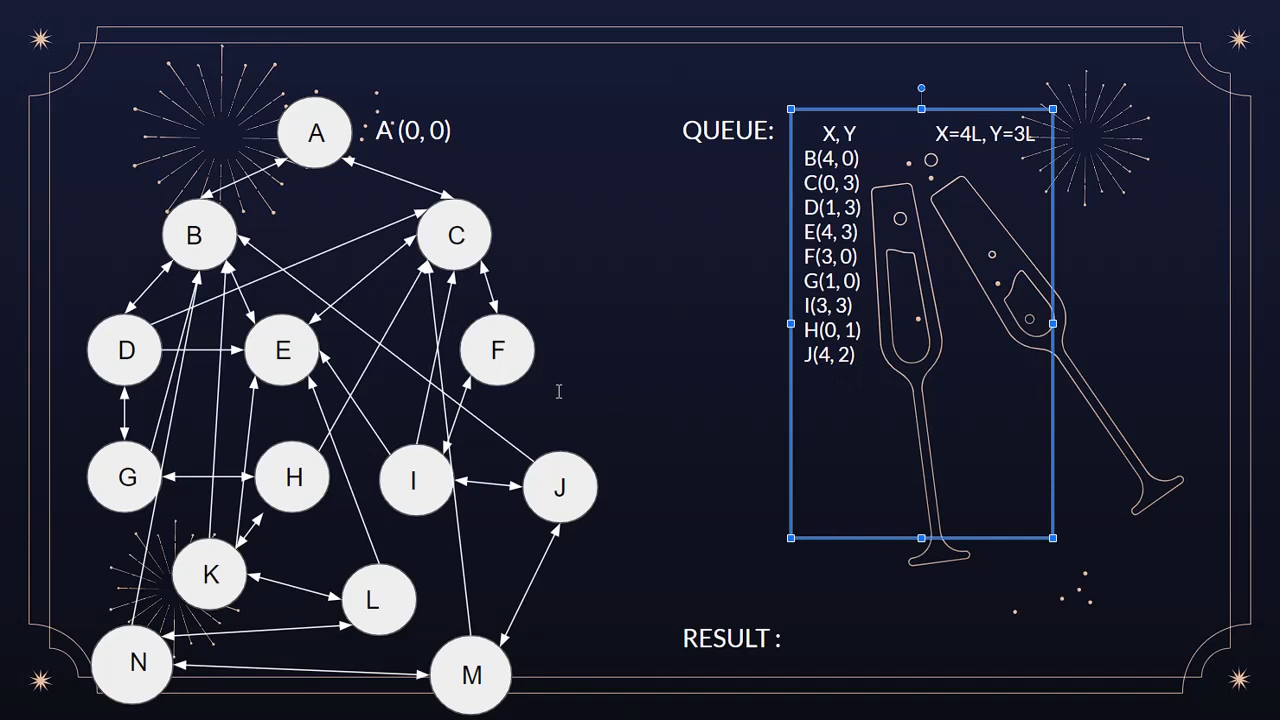 A
A (0, 0)
QUEUE:
X, Y
X=4L, Y=3L
B(4, 0)
C(0, 3)
D(1, 3)
E(4, 3)
F(3, 0)
G(1, 0)
I(3, 3)
H(0, 1)
J(4, 2)
B
C
D
E
F
G
H
I
J
K
L
N
M
RESULT :